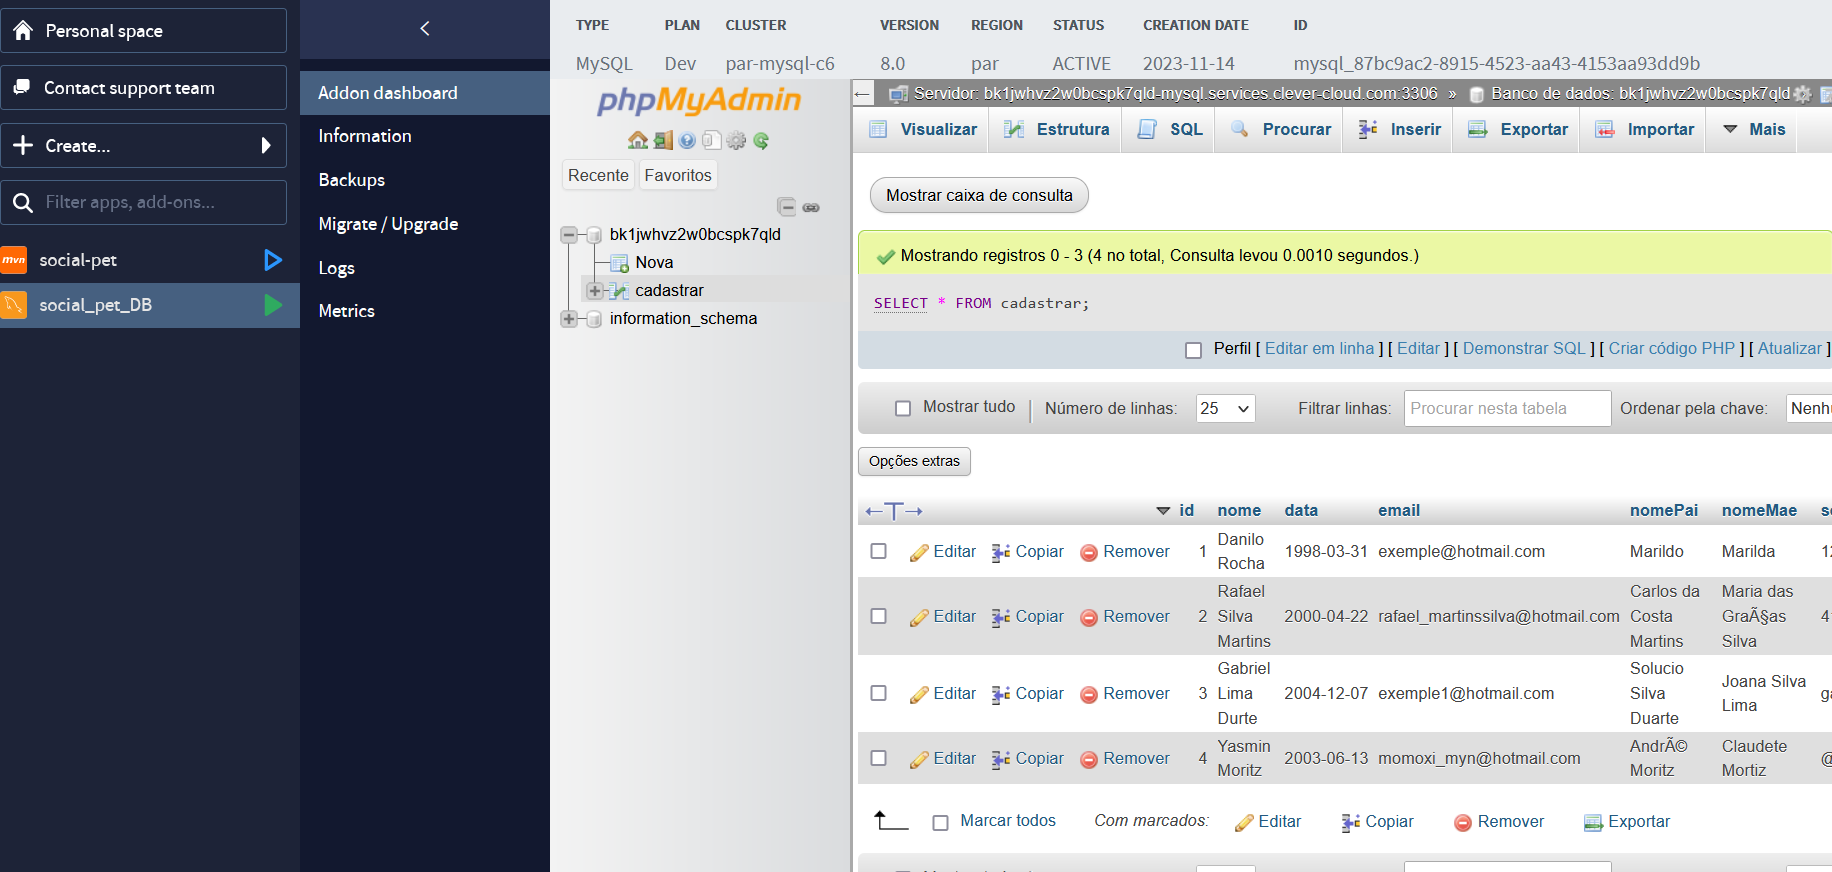 Personal space
Contact support team
Create...
Filter apps, add-ons...
mvn
social-pet
social_pet_DB
Addon dashboard
Information
Backups
Migrate / Upgrade
Logs
Metrics
TYPE PLAN CLUSTER VERSION REGION STATUS CREATION DATE ID
MySQL Dev par-mysql-c6 8.0 par ACTIVE 2023-11-14 mysql_87bc9ac2-8915-4523-aa43-4153aa93dd9b
phpMyAdmin
Recente Favoritos
bk1jwhvz2w0bcspk7qld
Nova
cadastrar
information_schema
Servidor: bk1jwhvz2w0bcspk7qld-mysql.services.clever-cloud.com:3306 » Banco de dados: bk1jwhvz2w0bcspk7qld
Visualizar Estrutura SQL Procurar Inserir Exportar Importar Mais
Mostrar caixa de consulta
Mostrando registros 0 - 3 (4 no total, Consulta levou 0.0010 segundos.)
SELECT * FROM cadastrar;
Perfil [ Editar em linha ] [ Editar ] [ Demonstrar SQL ] [ Criar código PHP ] [ Atualizar ]
Mostrar tudo | Número de linhas: 25 Filtrar linhas: Procurar nesta tabela Ordenar pela chave: Nenhu
Opções extras
←T→ id nome data email nomePai nomeMae
Editar Copiar Remover 1 Danilo Rocha 1998-03-31 exemple@hotmail.com Marildo Marilda
Editar Copiar Remover 2 Rafael Silva Martins 2000-04-22 rafael_martinssilva@hotmail.com Carlos da Costa Martins Maria das GraÃ§as Silva
Editar Copiar Remover 3 Gabriel Lima Durte 2004-12-07 exemple1@hotmail.com Solucio Silva Duarte Joana Silva Lima
Editar Copiar Remover 4 Yasmin Moritz 2003-06-13 momoxi_myn@hotmail.com AndrÃ© Moritz Claudete Mortiz @
Marcar todos Com marcados: Editar Copiar Remover Exportar